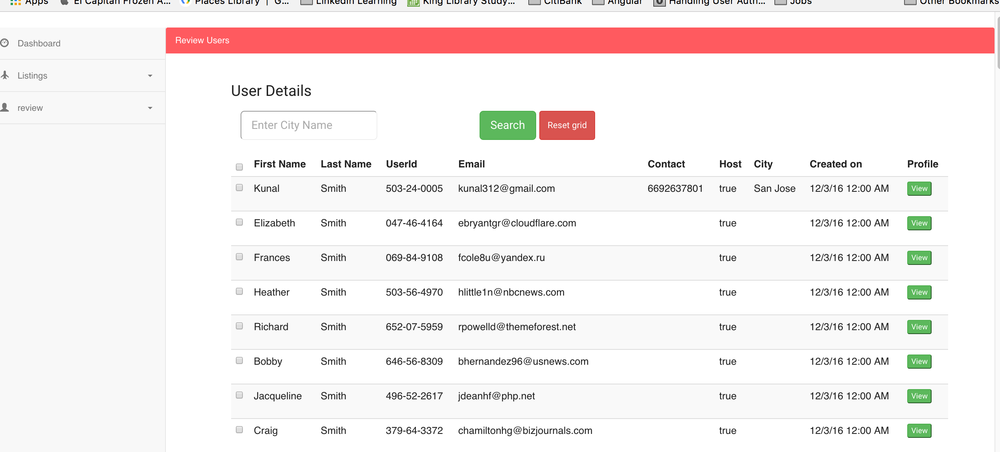 Apps El Capitan Frozen A... Places Library | G... LinkedIn Learning King Library Study... CitiBank Angular Handling User Auth... Jobs Other Bookmarks
Dashboard
Listings
review
Review Users
User Details
Enter City Name Search Reset grid
First Name Last Name UserId Email Contact Host City Created on Profile
Kunal Smith 503-24-0005 kunal312@gmail.com 6692637801 true San Jose 12/3/16 12:00 AM View
Elizabeth Smith 047-46-4164 ebryantgr@cloudflare.com true 12/3/16 12:00 AM View
Frances Smith 069-84-9108 fcole8u@yandex.ru true 12/3/16 12:00 AM View
Heather Smith 503-56-4970 hlittle1n@nbcnews.com true 12/3/16 12:00 AM View
Richard Smith 652-07-5959 rpowelld@themeforest.net true 12/3/16 12:00 AM View
Bobby Smith 646-56-8309 bhernandez96@usnews.com true 12/3/16 12:00 AM View
Jacqueline Smith 496-52-2617 jdeanhf@php.net true 12/3/16 12:00 AM View
Craig Smith 379-64-3372 chamiltonhg@bizjournals.com true 12/3/16 12:00 AM View